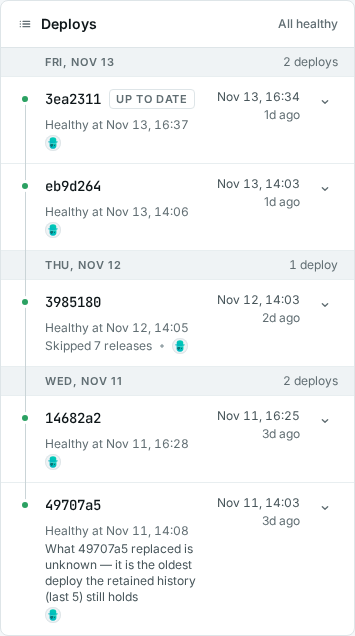 Deploys All healthy
FRI, NOV 13 2 deploys
3ea2311 UP TO DATE Nov 13, 16:34
1d ago
Healthy at Nov 13, 16:37
eb9d264 Nov 13, 14:03
1d ago
Healthy at Nov 13, 14:06
THU, NOV 12 1 deploy
3985180 Nov 12, 14:03
2d ago
Healthy at Nov 12, 14:05
Skipped 7 releases •
WED, NOV 11 2 deploys
14682a2 Nov 11, 16:25
3d ago
Healthy at Nov 11, 16:28
49707a5 Nov 11, 14:03
3d ago
Healthy at Nov 11, 14:08
What 49707a5 replaced is
unknown — it is the oldest
deploy the retained history
(last 5) still holds